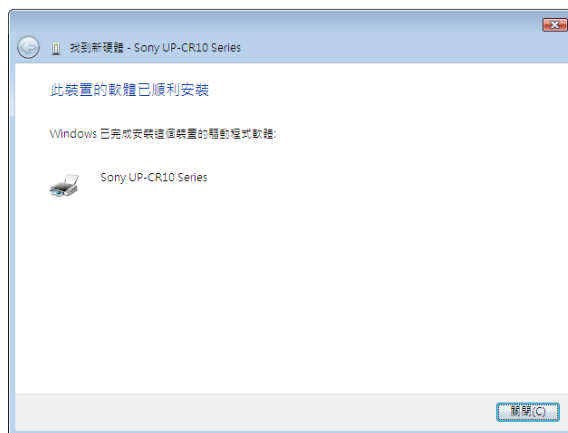 找到新硬體 - Sony UP-CR10 Series
此裝置的軟體已順利安裝
Windows 已完成安裝這個裝置的驅動程式軟體:
Sony UP-CR10 Series
關閉(C)